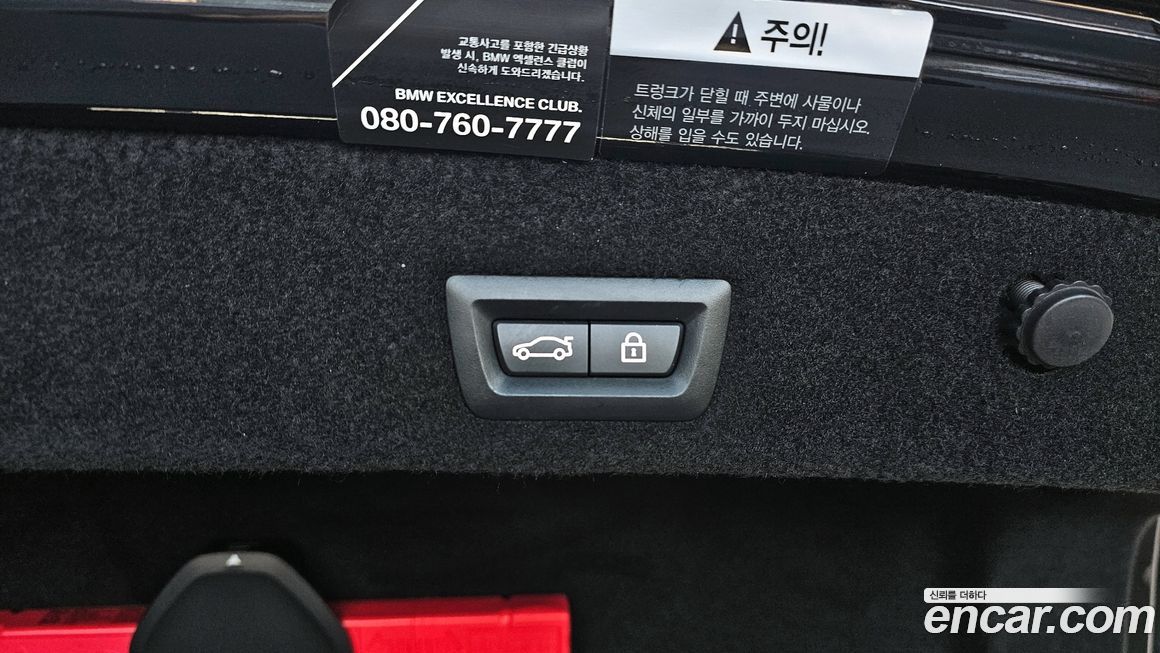 교통사고를 포함한 긴급상황
발생 시, BMW 엑셀런스 클럽이
신속하게 도와드리겠습니다.
BMW EXCELLENCE CLUB.
080-760-7777
주의!
트렁크가 닫힐 때 주변에 사물이나
신체의 일부를 가까이 두지 마십시오.
상해를 입을 수도 있습니다.
신뢰를 더하다
encar.com